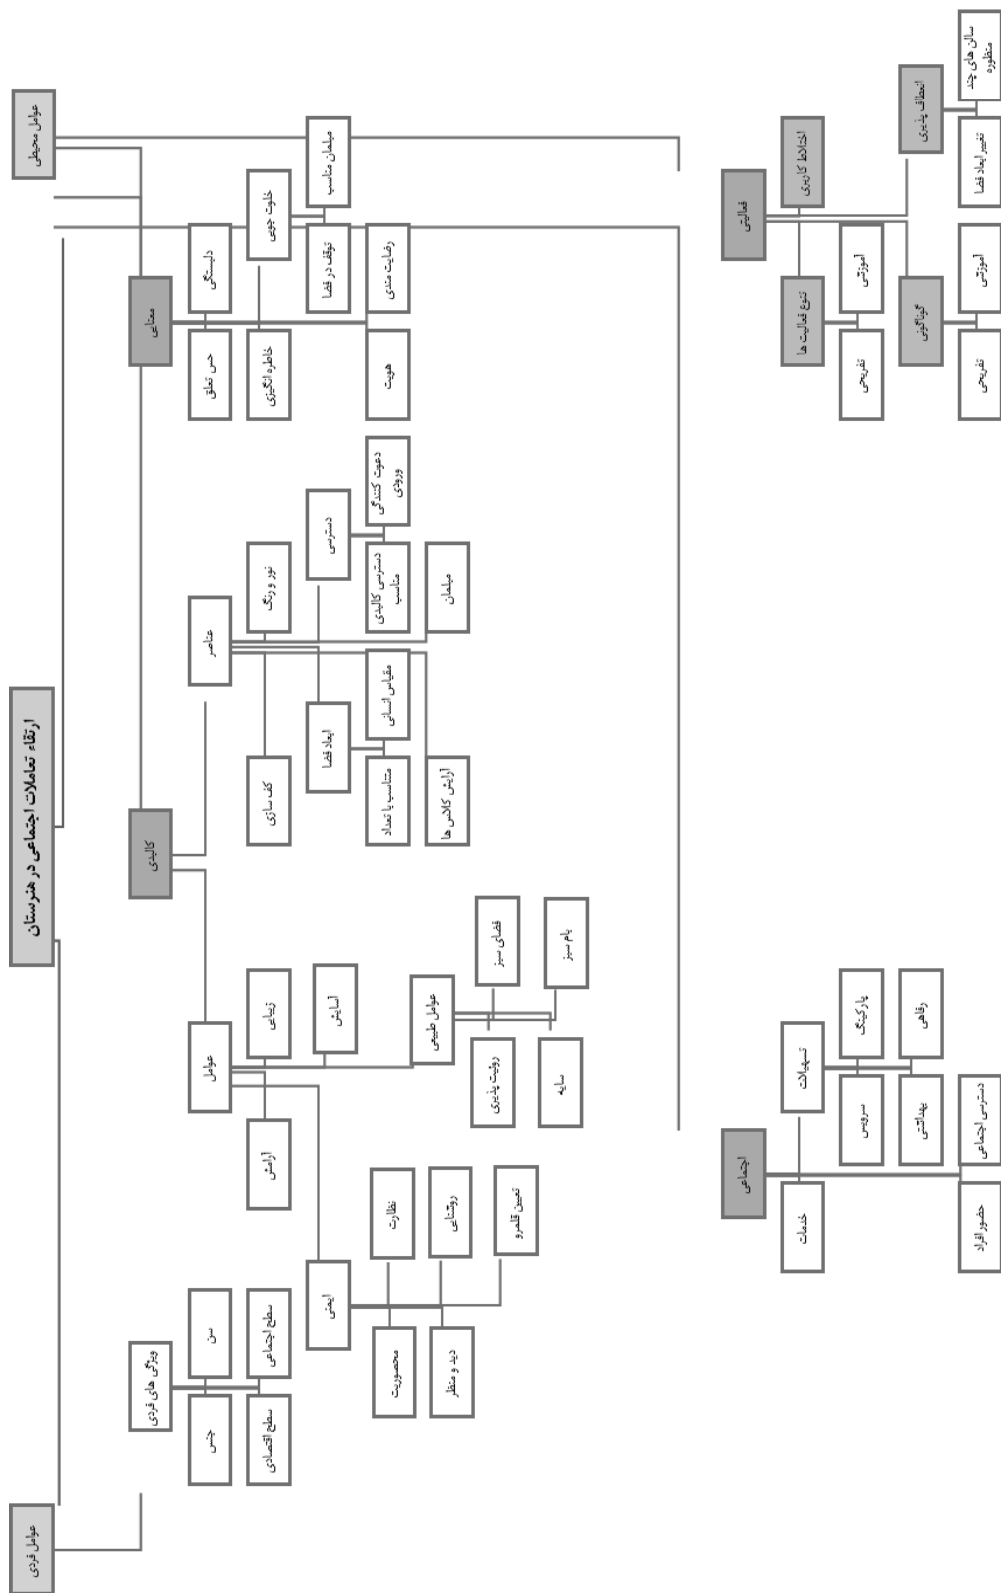 ارتقاء تعاملات اجتماعی در هنرستان
عوامل محیطی
عوامل فردی
معنایی
کالبدی
ویژگی های فردی
دلبستگی
حس تعلق
خلوت جویی
خاطره انگیزی
مبلمان مناسب
توقف در فضا
رضایت مندی
هویت
عناصر
نور و رنگ
کف سازی
دسترسی
ابعاد فضا
دعوت کنندگی
ورودی
دسترسی کالبدی
مناسب
مقیاس انسانی
متناسب با تعداد
مبلمان
آرایش کلاس ها
عوامل
زیبایی
آرامش
آسایش
ایمنی
عوامل طبیعی
فضای سبز
روئیت پذیری
بام سبز
سایه
نظارت
محصوریت
روشنایی
دید و منظر
تعیین قلمرو
سن
جنس
سطح اجتماعی
سطح اقتصادی
فعالیتی
اختلاط کاربری
تنوع فعالیت ها
آموزشی
تفریحی
انعطاف پذیری
گوناگونی
سالن های چند
منظوره
تغییر ابعاد فضا
آموزشی
تفریحی
اجتماعی
تسهیلات
خدمات
پارکینگ
سرویس
رفاهی
بهداشتی
دسترسی اجتماعی
حضور افراد